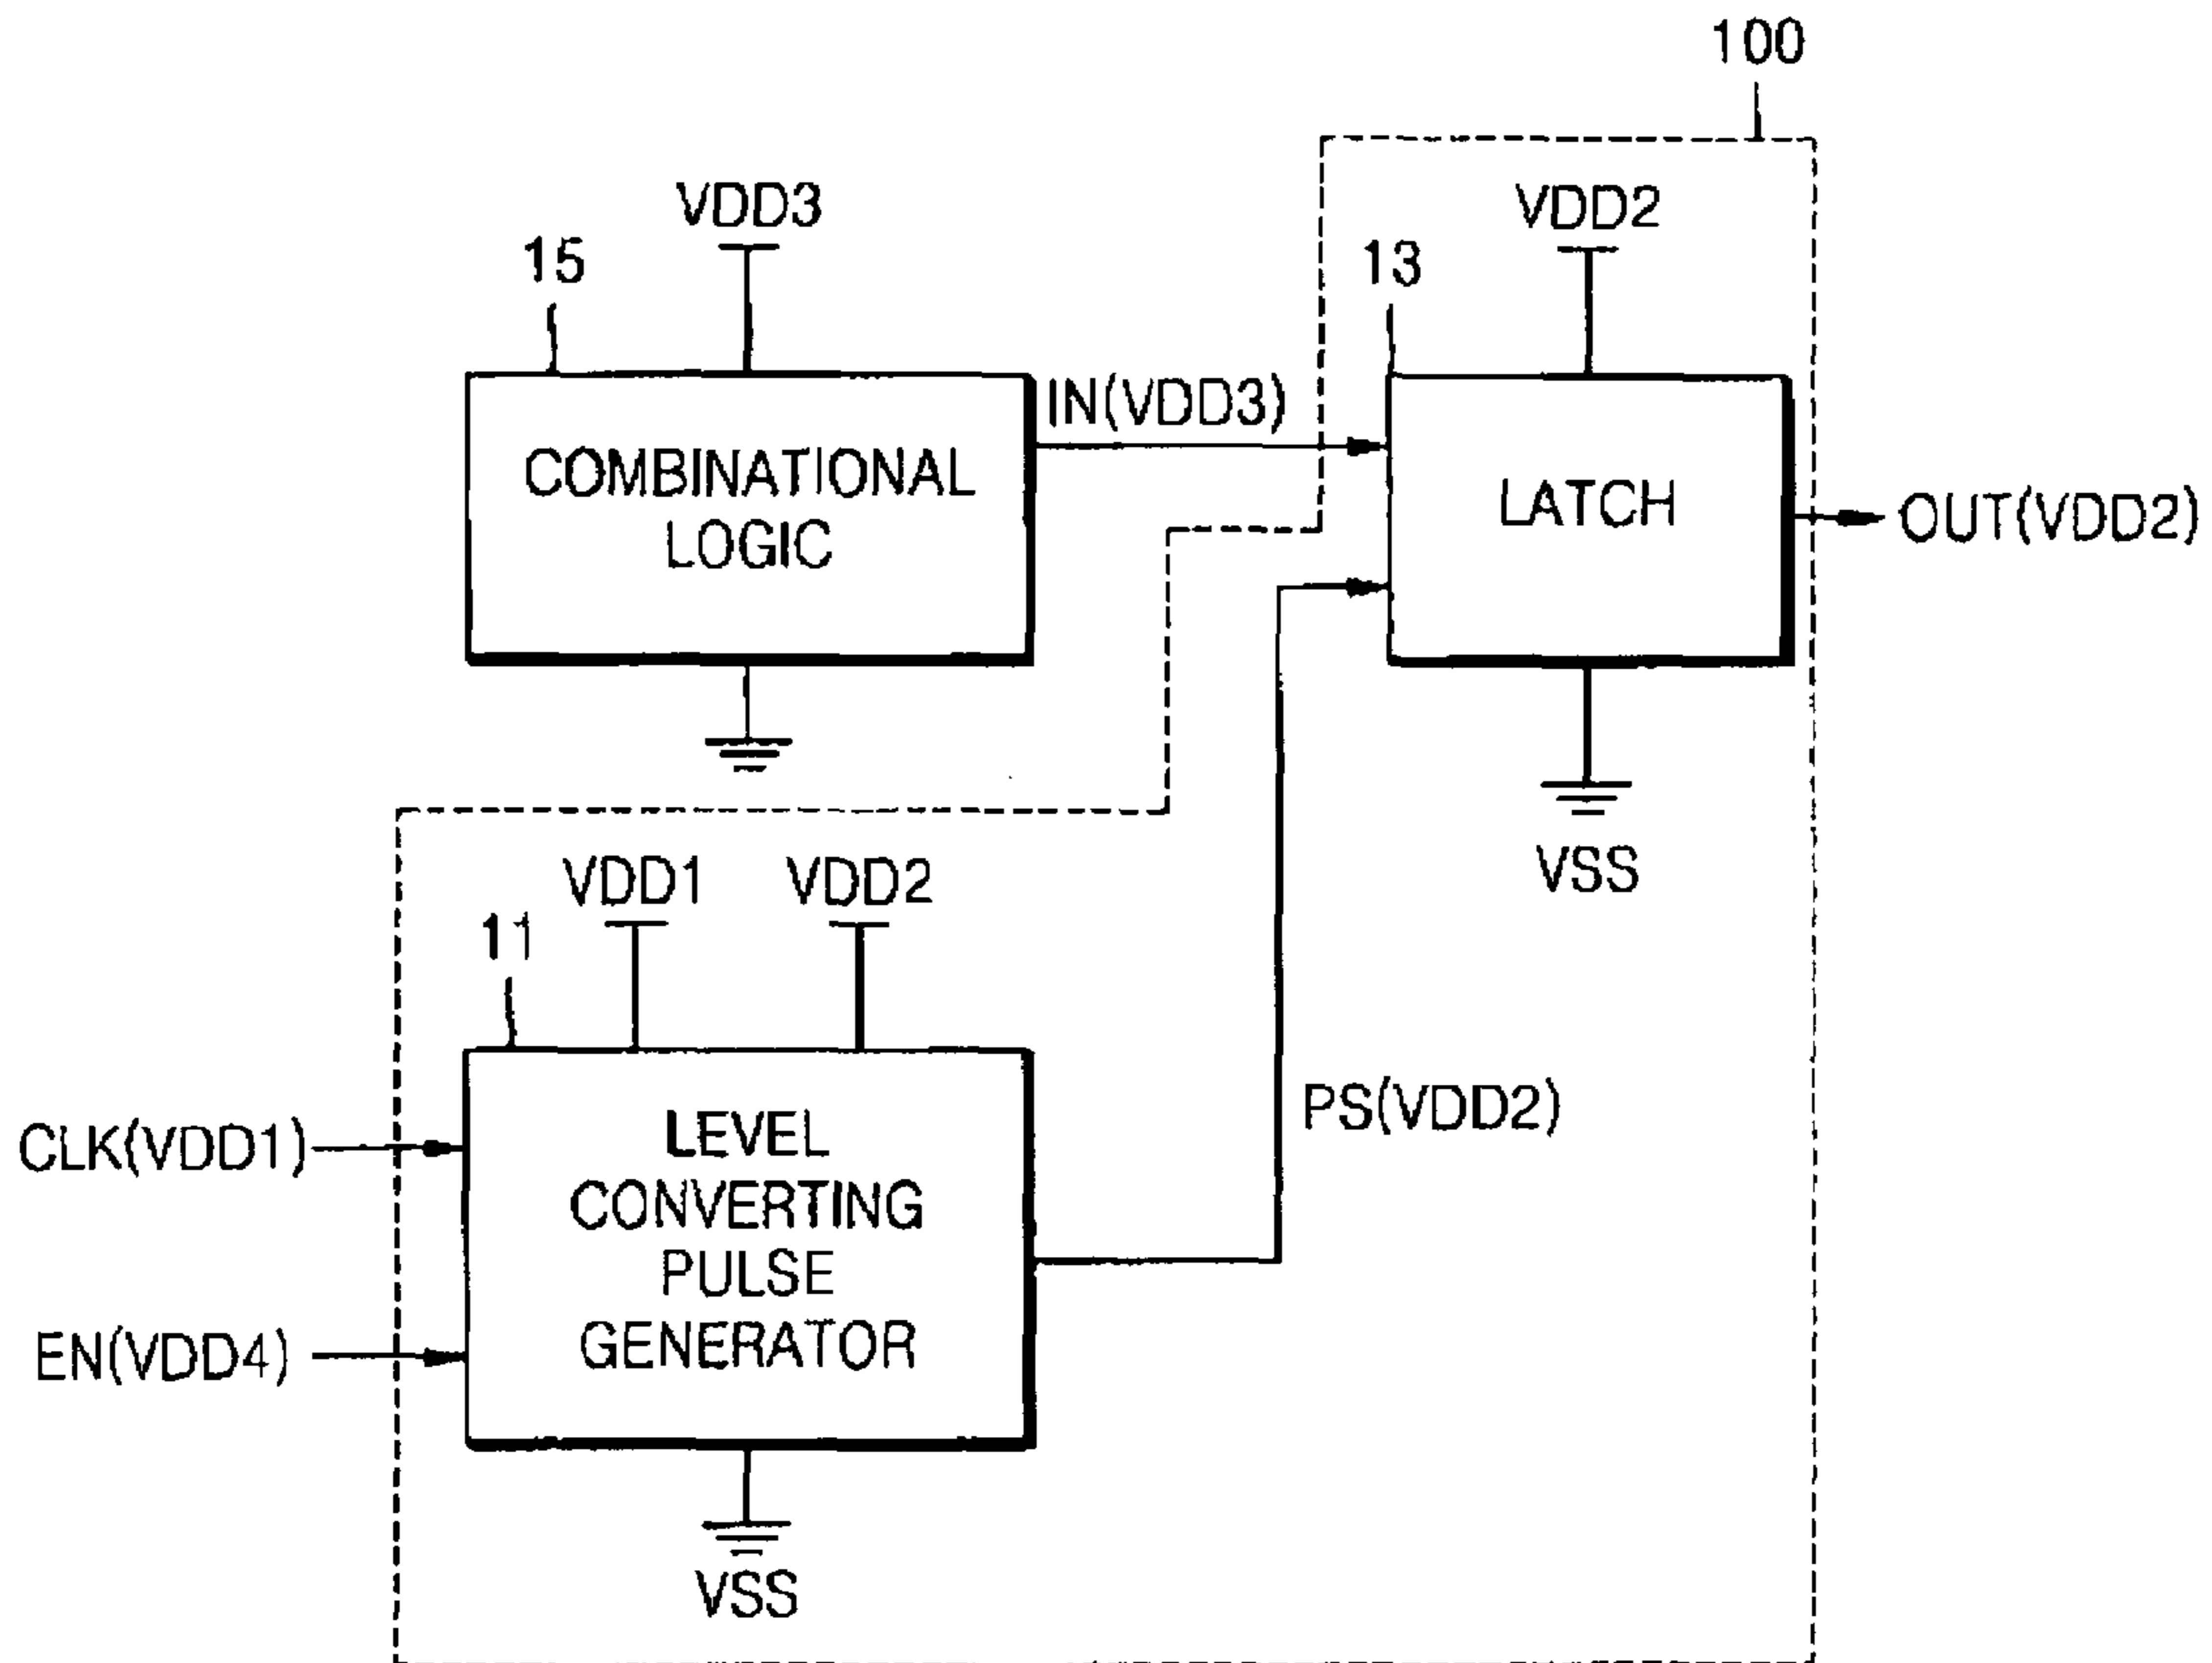 100
VDD3
VDD2
15
13
IN(VDD3)
COMBINATIONAL
LOGIC
LATCH
OUT(VDD2)
VSS
VDD1
VDD2
11
CLK(VDD1)
LEVEL
CONVERTING
PULSE
GENERATOR
PS(VDD2)
EN(VDD4)
VSS